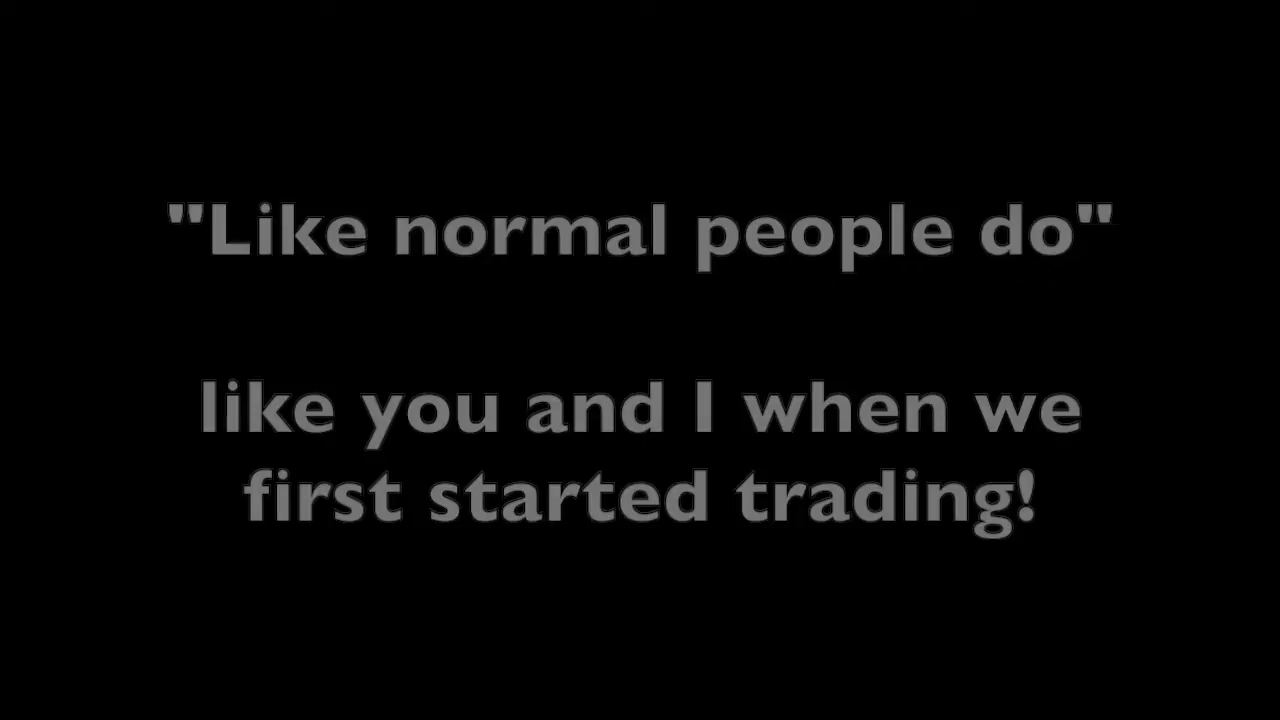 "Like normal people do"
like you and I when we
first started trading!